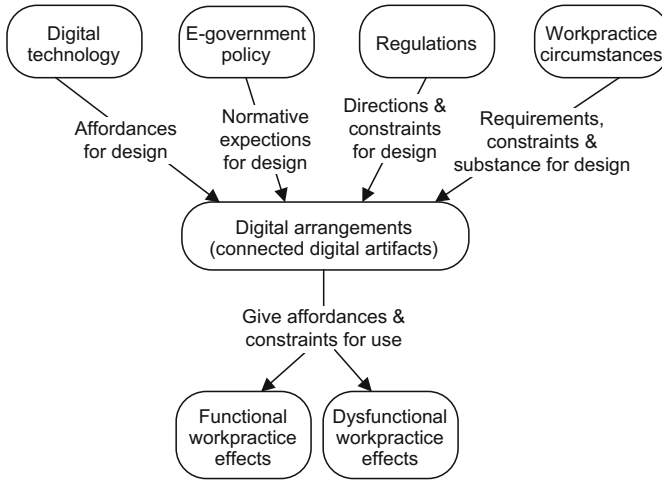 Digital
technology
E-government
policy
Regulations
Workpractice
circumstances
Affordances
for design
Normative
expections
for design
Directions &
constraints
for design
Requirements,
constraints &
substance for design
Digital arrangements
(connected digital artifacts)
Give affordances &
constraints for use
Functional
workpractice
effects
Dysfunctional
workpractice
effects